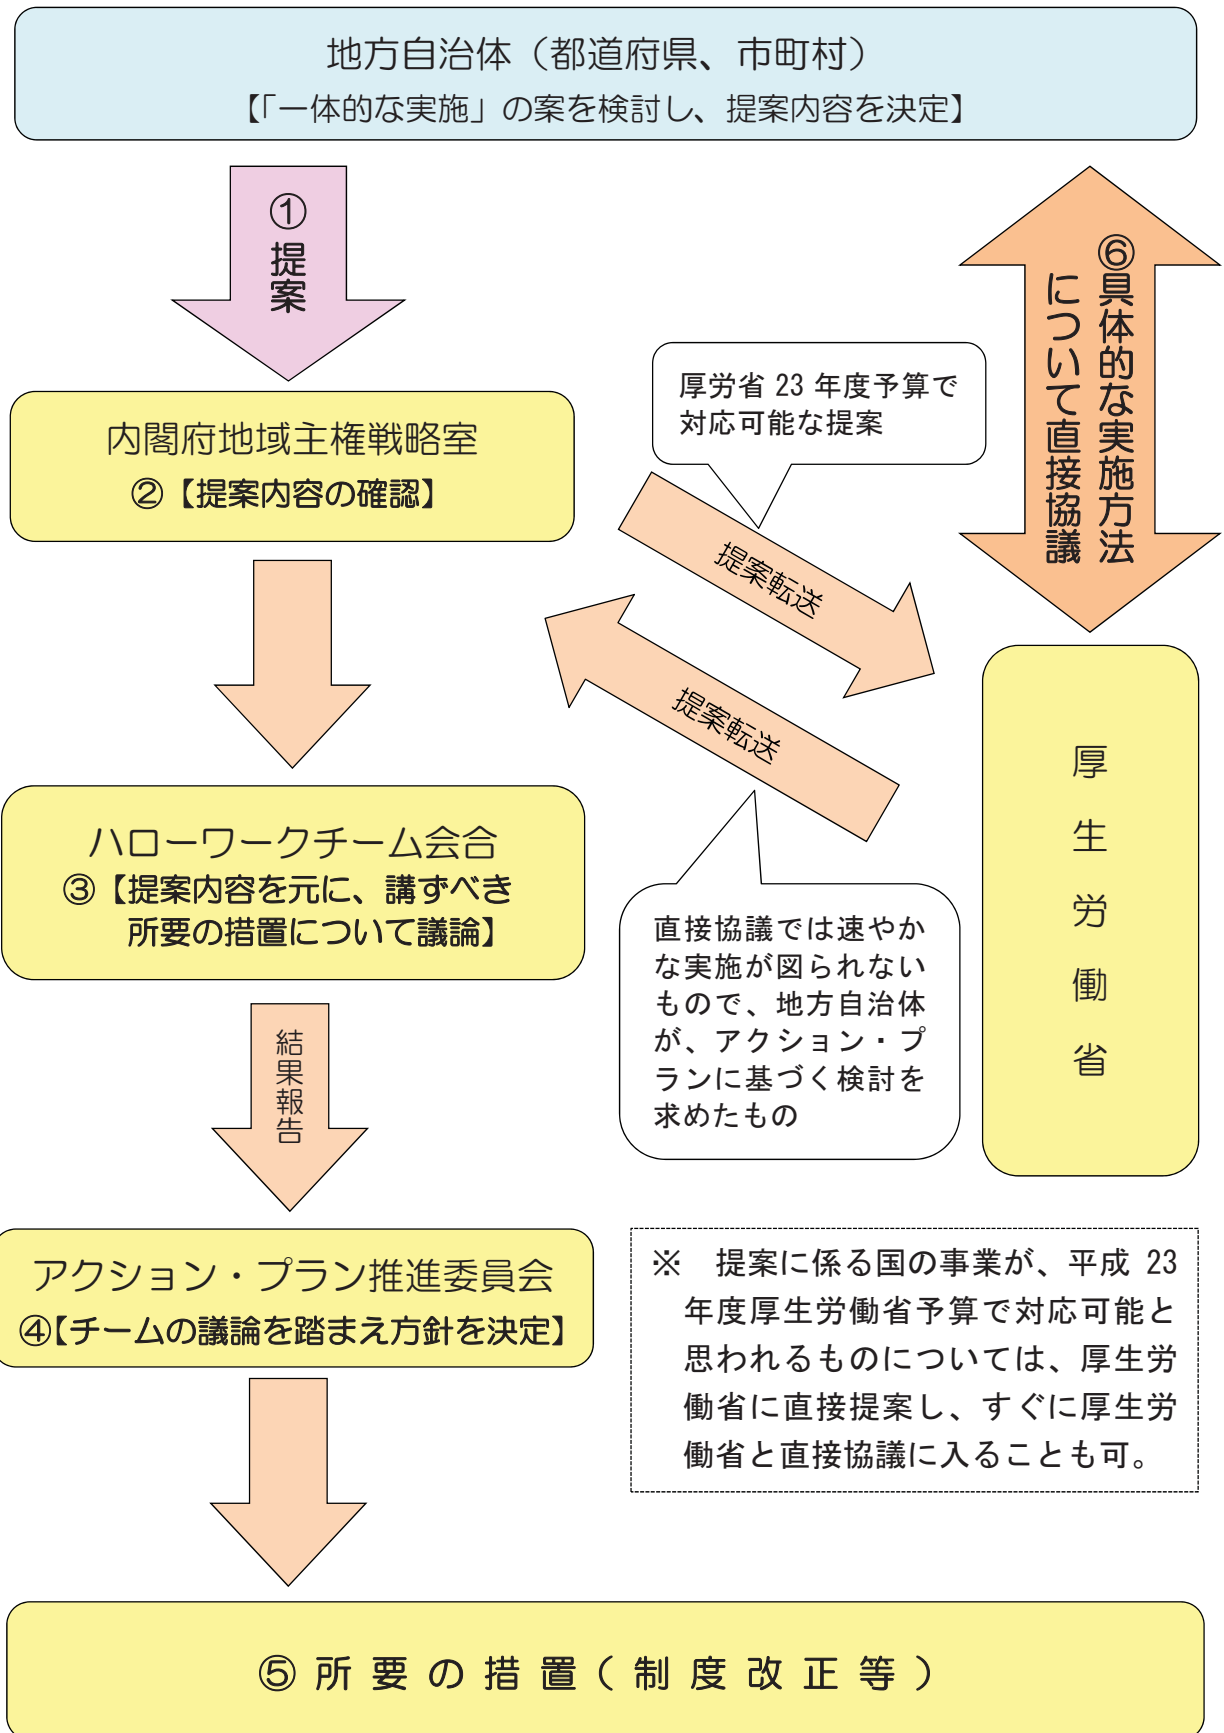 地方自治体（都道府県、市町村）
【「一体的な実施」の案を検討し、提案内容を決定】
①提案
⑥具体的な実施方法
について直接協議
厚労省 23 年度予算で
対応可能な提案
内閣府地域主権戦略室
②【提案内容の確認】
提案転送
提案転送
厚生労働省
ハローワークチーム会合
③【提案内容を元に、講ずべき
所要の措置について議論】
直接協議では速やか
な実施が図られない
もので、地方自治体
が、アクション・プ
ランに基づく検討を
求めたもの
結果報告
アクション・プラン推進委員会
④【チームの議論を踏まえ方針を決定】
※　提案に係る国の事業が、平成 23
年度厚生労働省予算で対応可能と
思われるものについては、厚生労
働省に直接提案し、すぐに厚生労
働省と直接協議に入ることも可。
⑤所要の措置（制度改正等）